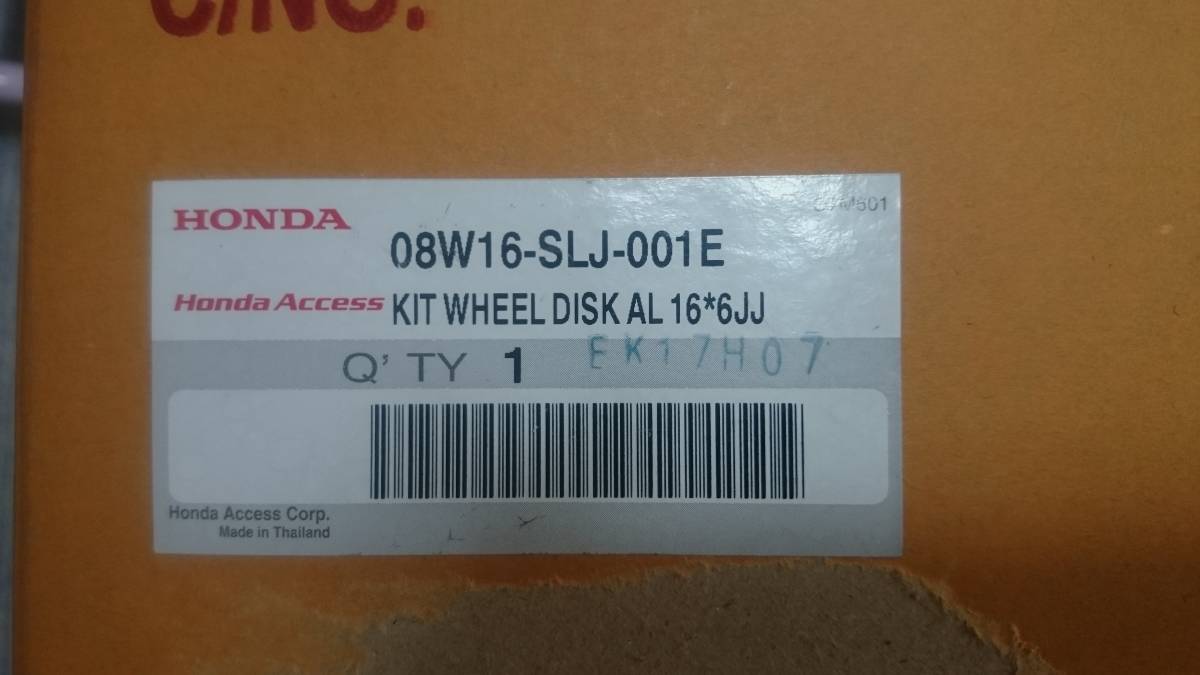 C/NO.
HONDA
08W16-SLJ-001E
Honda Access
KIT WHEEL DISK AL 16*6JJ
Q' TY 1
EK17H07
Honda Access Corp.
Made in Thailand